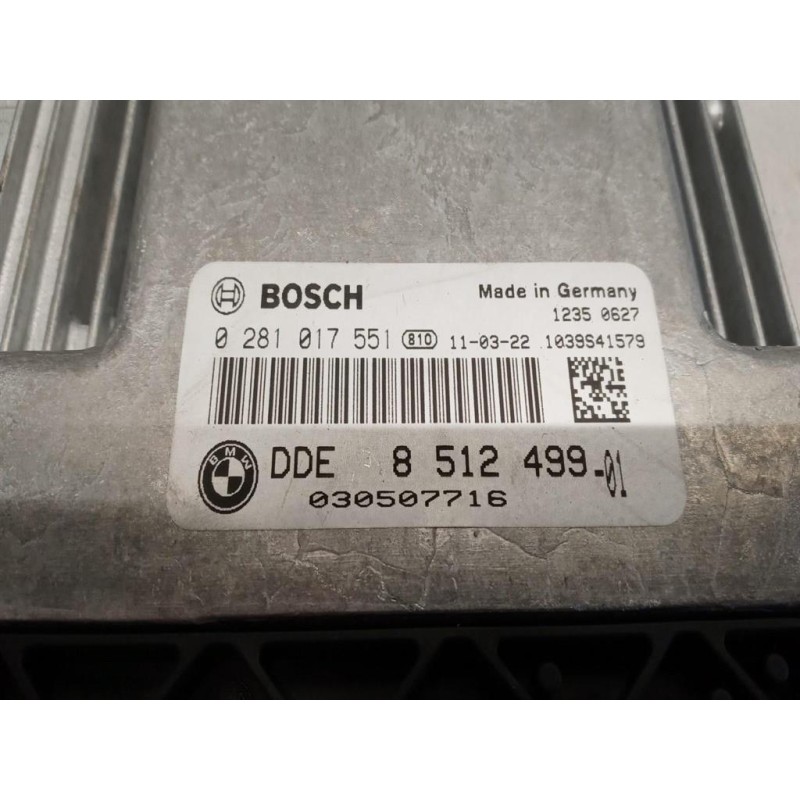 BOSCH Made in Germany
1235 0627
0 281 017 551 810 11-03-22 1039S41579
BMW DDE 8 512 499-01
030507716